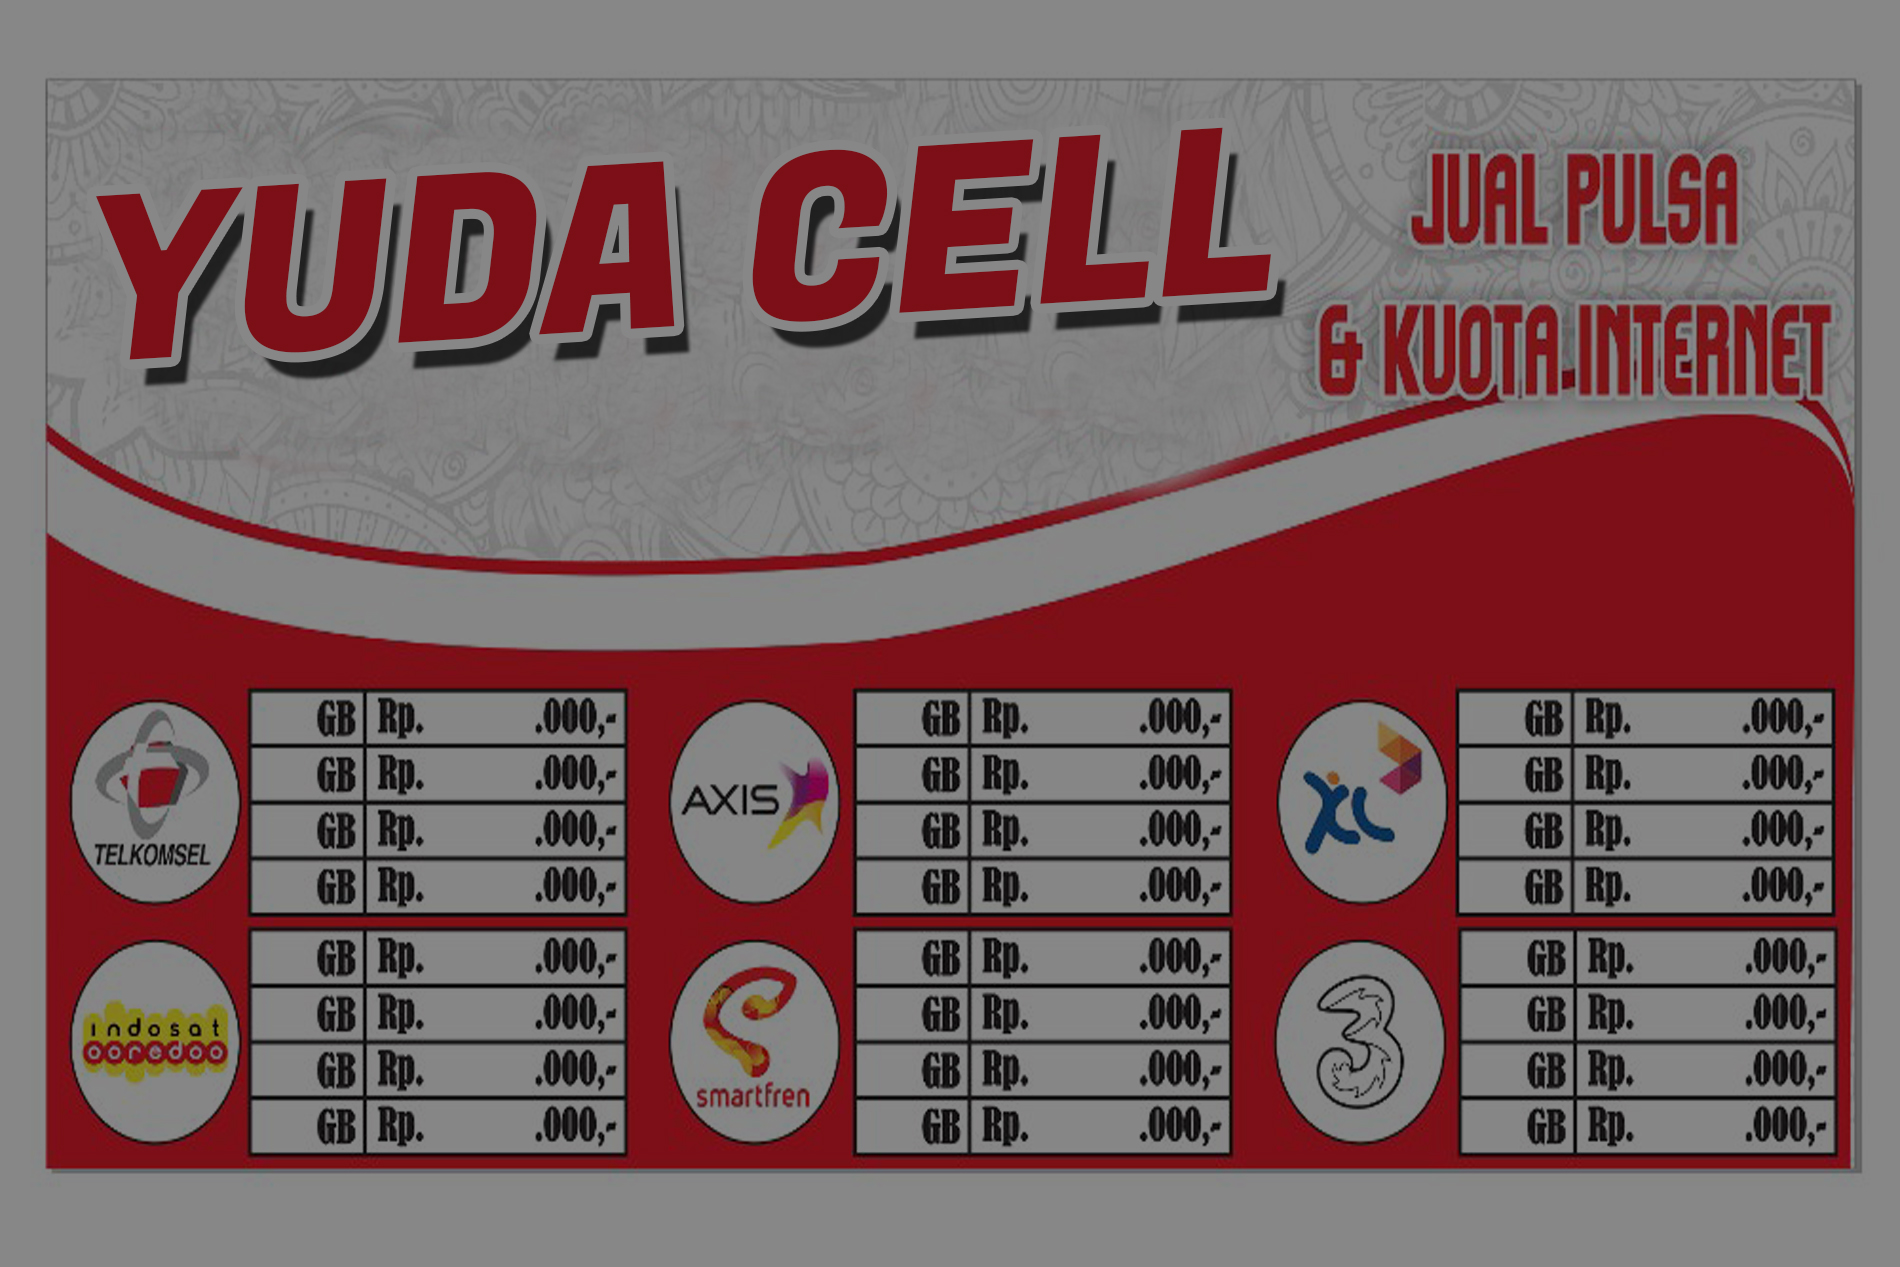 YUDA CELL
JUAL PULSA
& KUOTA INTERNET
TELKOMSEL
GB Rp. .000,-
GB Rp. .000,-
GB Rp. .000,-
GB Rp. .000,-
AXIS
GB Rp. .000,-
GB Rp. .000,-
GB Rp. .000,-
GB Rp. .000,-
XL
GB Rp. .000,-
GB Rp. .000,-
GB Rp. .000,-
GB Rp. .000,-
indosat
ooredoo
GB Rp. .000,-
GB Rp. .000,-
GB Rp. .000,-
GB Rp. .000,-
smartfren
GB Rp. .000,-
GB Rp. .000,-
GB Rp. .000,-
GB Rp. .000,-
3
GB Rp. .000,-
GB Rp. .000,-
GB Rp. .000,-
GB Rp. .000,-